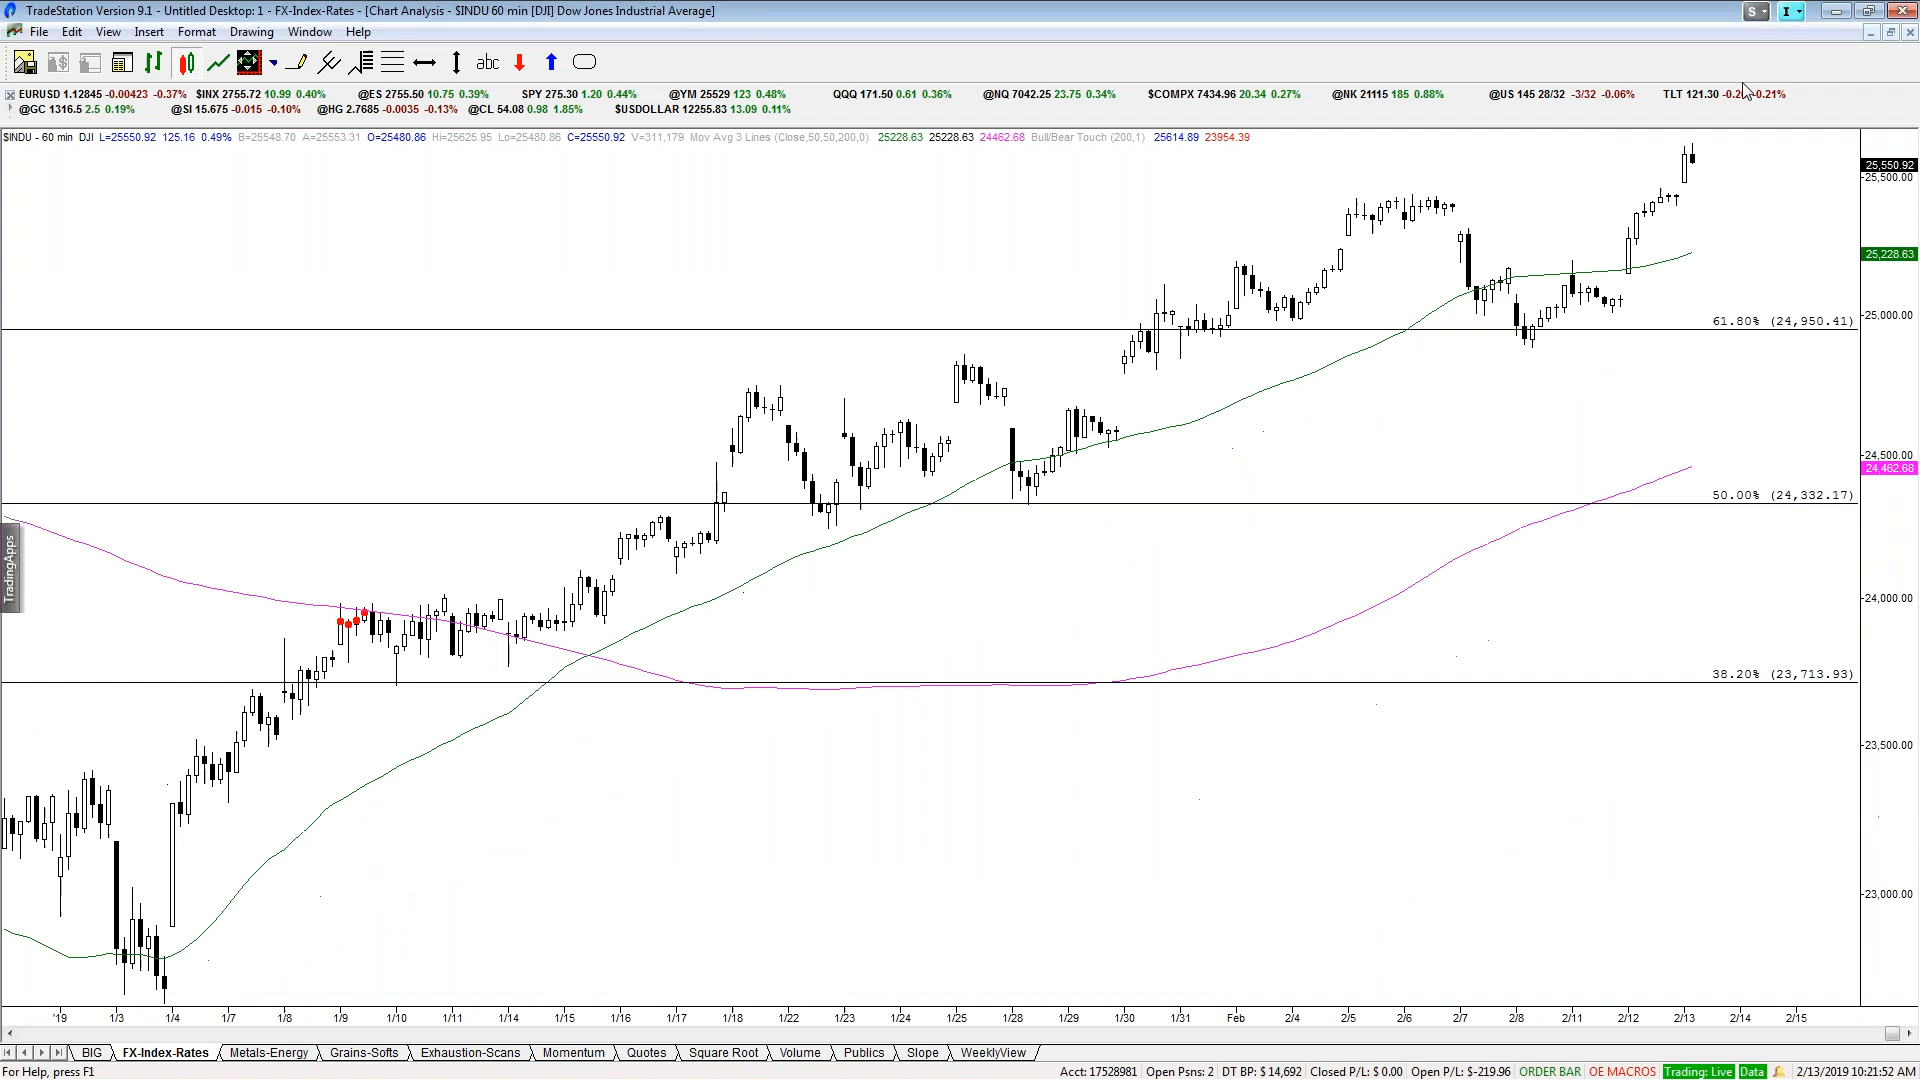 TradeStation Version 9.1 - Untitled Desktop: 1 - FX-Index-Rates - [Chart Analysis - $INDU 60 min [DJI] Dow Jones Industrial Average]
S I
File Edit View Insert Format Drawing Window Help
abc
EURUSD 1.12845 -0.00423 -0.37% $INX 2755.72 10.99 0.40% @ES 2755.50 10.75 0.39% SPY 275.30 1.20 0.44% @YM 25529 123 0.48% QQQ 171.50 0.61 0.36% @NQ 7042.25 23.75 0.34% $COMPX 7434.96 20.34 0.27% @NK 21115 185 0.88% @US 145 28/32 -3/32 -0.06% TLT 121.30 -0.21%
@GC 1316.5 2.5 0.19% @SI 15.675 -0.015 -0.10% @HG 2.7685 -0.0035 -0.13% @CL 54.08 0.98 1.85% $USDOLLAR 12255.83 13.09 0.11%
$INDU - 60 min DJI L=25550.92 125.16 0.49% B=25548.70 A=25553.31 O=25480.86 Hi=25625.95 Lo=25480.86 C=25550.92 V=311,179 Mov Avg 3 Lines (Close,50,50,200,0) 25228.63 25228.63 24462.68 Bull/Bear Touch (200,1) 25614.89 23954.39
25,550.92
25,500.00
25,228.63
25,000.00
61.80% (24,950.41)
24,500.00
24,462.68
50.00% (24,332.17)
TradingApps
24,000.00
38.20% (23,713.93)
23,500.00
23,000.00
'19 1/3 1/4 1/7 1/8 1/9 1/10 1/11 1/14 1/15 1/16 1/17 1/18 1/22 1/23 1/24 1/25 1/28 1/29 1/30 1/31 Feb 2/4 2/5 2/6 2/7 2/8 2/11 2/12 2/13 2/14 2/15
BIG FX-Index-Rates Metals-Energy Grains-Softs Exhaustion-Scans Momentum Quotes Square Root Volume Publics Slope WeeklyView
For Help, press F1 Acct: 17528981 Open Psns: 2 DT BP: $ 14,692 Closed P/L: $ 0.00 Open P/L: $-219.96 ORDER BAR OE MACROS Trading: Live Data 2/13/2019 10:21:52 AM